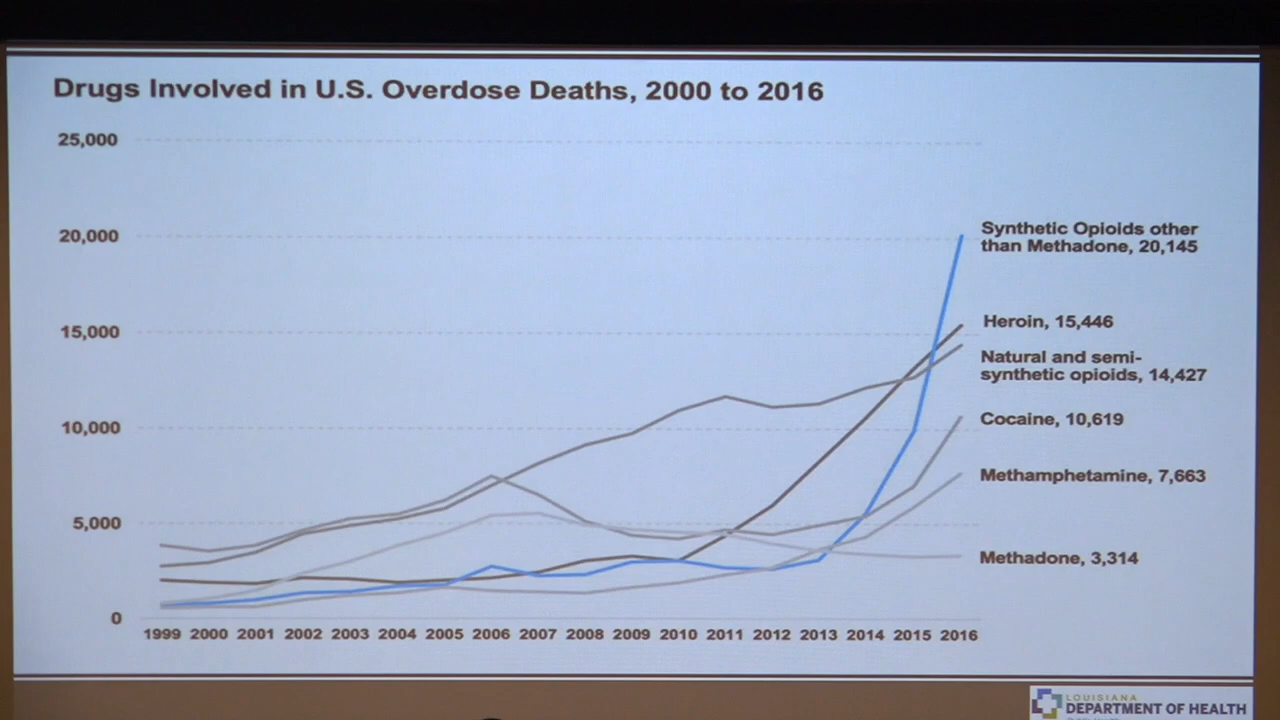 Drugs Involved in U.S. Overdose Deaths, 2000 to 2016
25,000
20,000
15,000
10,000
5,000
0
Synthetic Opioids other
than Methadone, 20,145
Heroin, 15,446
Natural and semi-
synthetic opioids, 14,427
Cocaine, 10,619
Methamphetamine, 7,663
Methadone, 3,314
1999 2000 2001 2002 2003 2004 2005 2006 2007 2008 2009 2010 2011 2012 2013 2014 2015 2016
LOUISIANA
DEPARTMENT OF HEALTH